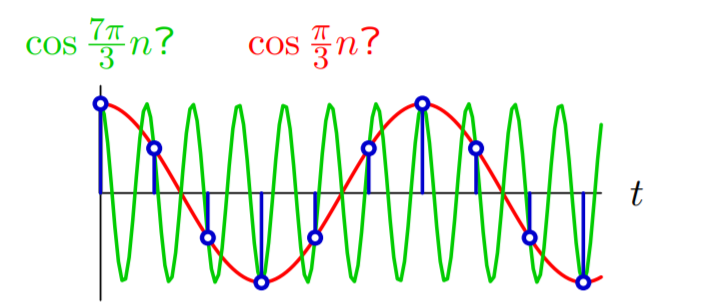 cos 7π/3 n? cos π/3 n?
t